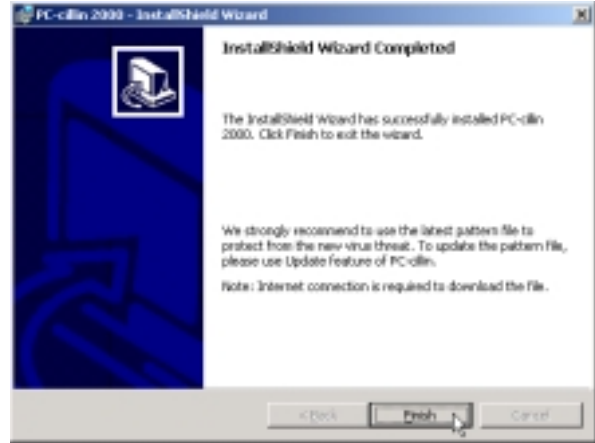 PC-cillin 2000 - InstallShield Wizard
InstallShield Wizard Completed
The InstallShield Wizard has successfully installed PC-cillin
2000. Click Finish to exit the wizard.
We strongly recommend to use the latest pattern file to
protect from the new virus threat. To update the pattern file,
please use Update feature of PC-cillin.
Note: Internet connection is required to download the file.
< Back Finish Cancel